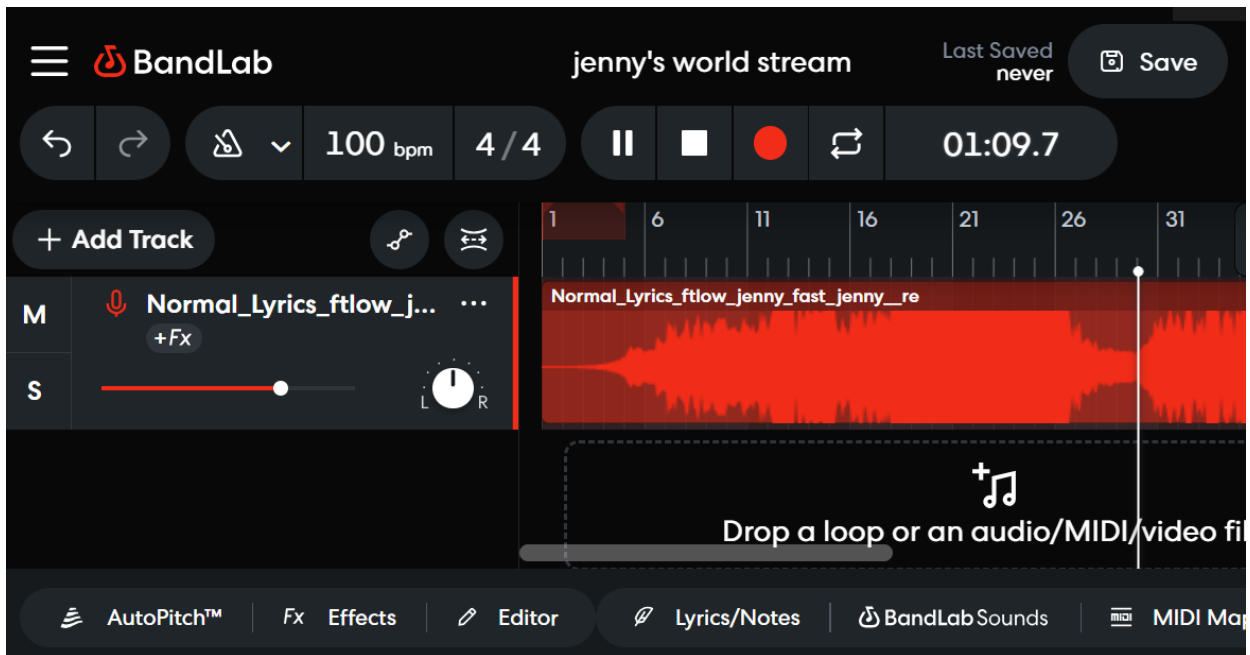 BandLab
jenny's world stream
Last Saved
never
Save
100 bpm
4 / 4
01:09.7
+ Add Track
1 6 11 16 21 26 31
M
Normal_Lyrics_ftlow_j... ···
+Fx
S
L R
Normal_Lyrics_ftlow_jenny_fast_jenny__re
Drop a loop or an audio/MIDI/video fil
AutoPitch™
Fx Effects
Editor
Lyrics/Notes
BandLab Sounds
midi MIDI Map